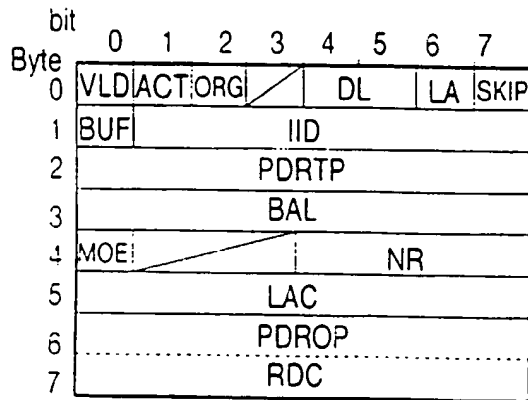 bit
0 1 2 3 4 5 6 7
Byte
0 VLD ACT ORG DL LA SKIP
1 BUF IID
2 PDRTP
3 BAL
4 MOE NR
5 LAC
6 PDROP
7 RDC